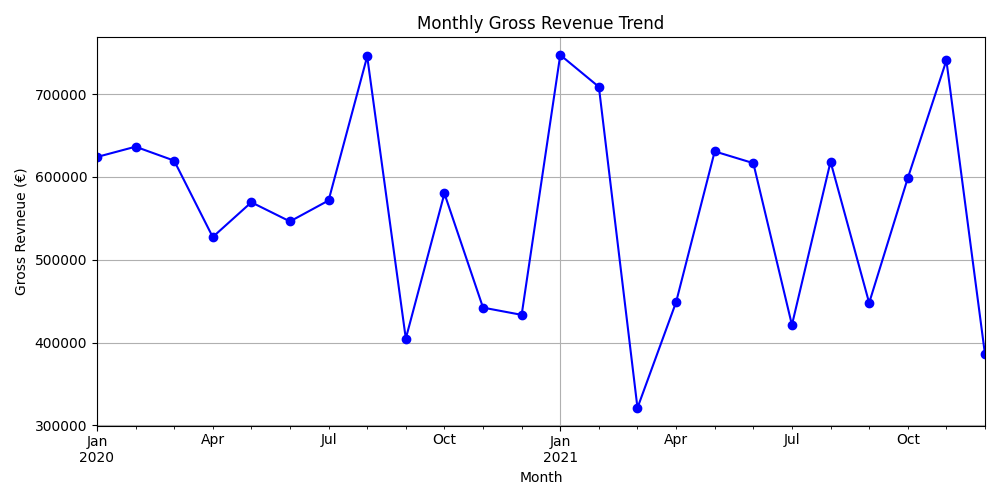 Monthly Gross Revenue Trend
700000
600000
500000
400000
300000
Gross Revneue (€)
Jan Apr Jul Oct Jan Apr Jul Oct
2020 2021
Month